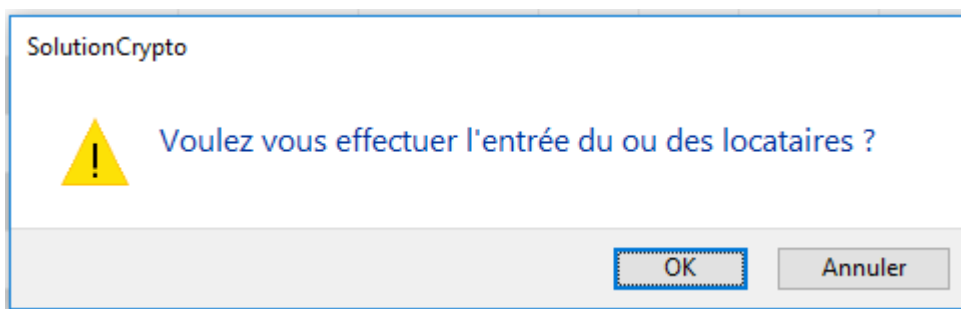 SolutionCrypto
Voulez vous effectuer l'entrée du ou des locataires ?
OK
Annuler